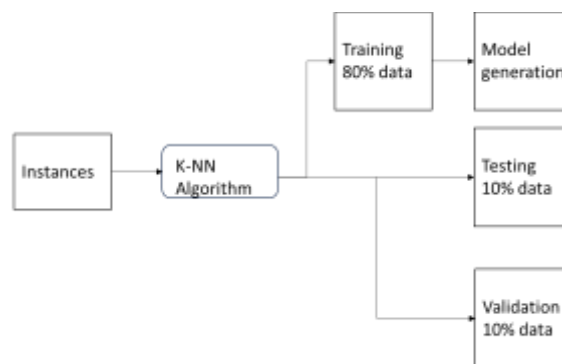 Training
80% data
Model
generation
Instances
K-NN
Algorithm
Testing
10% data
Validation
10% data